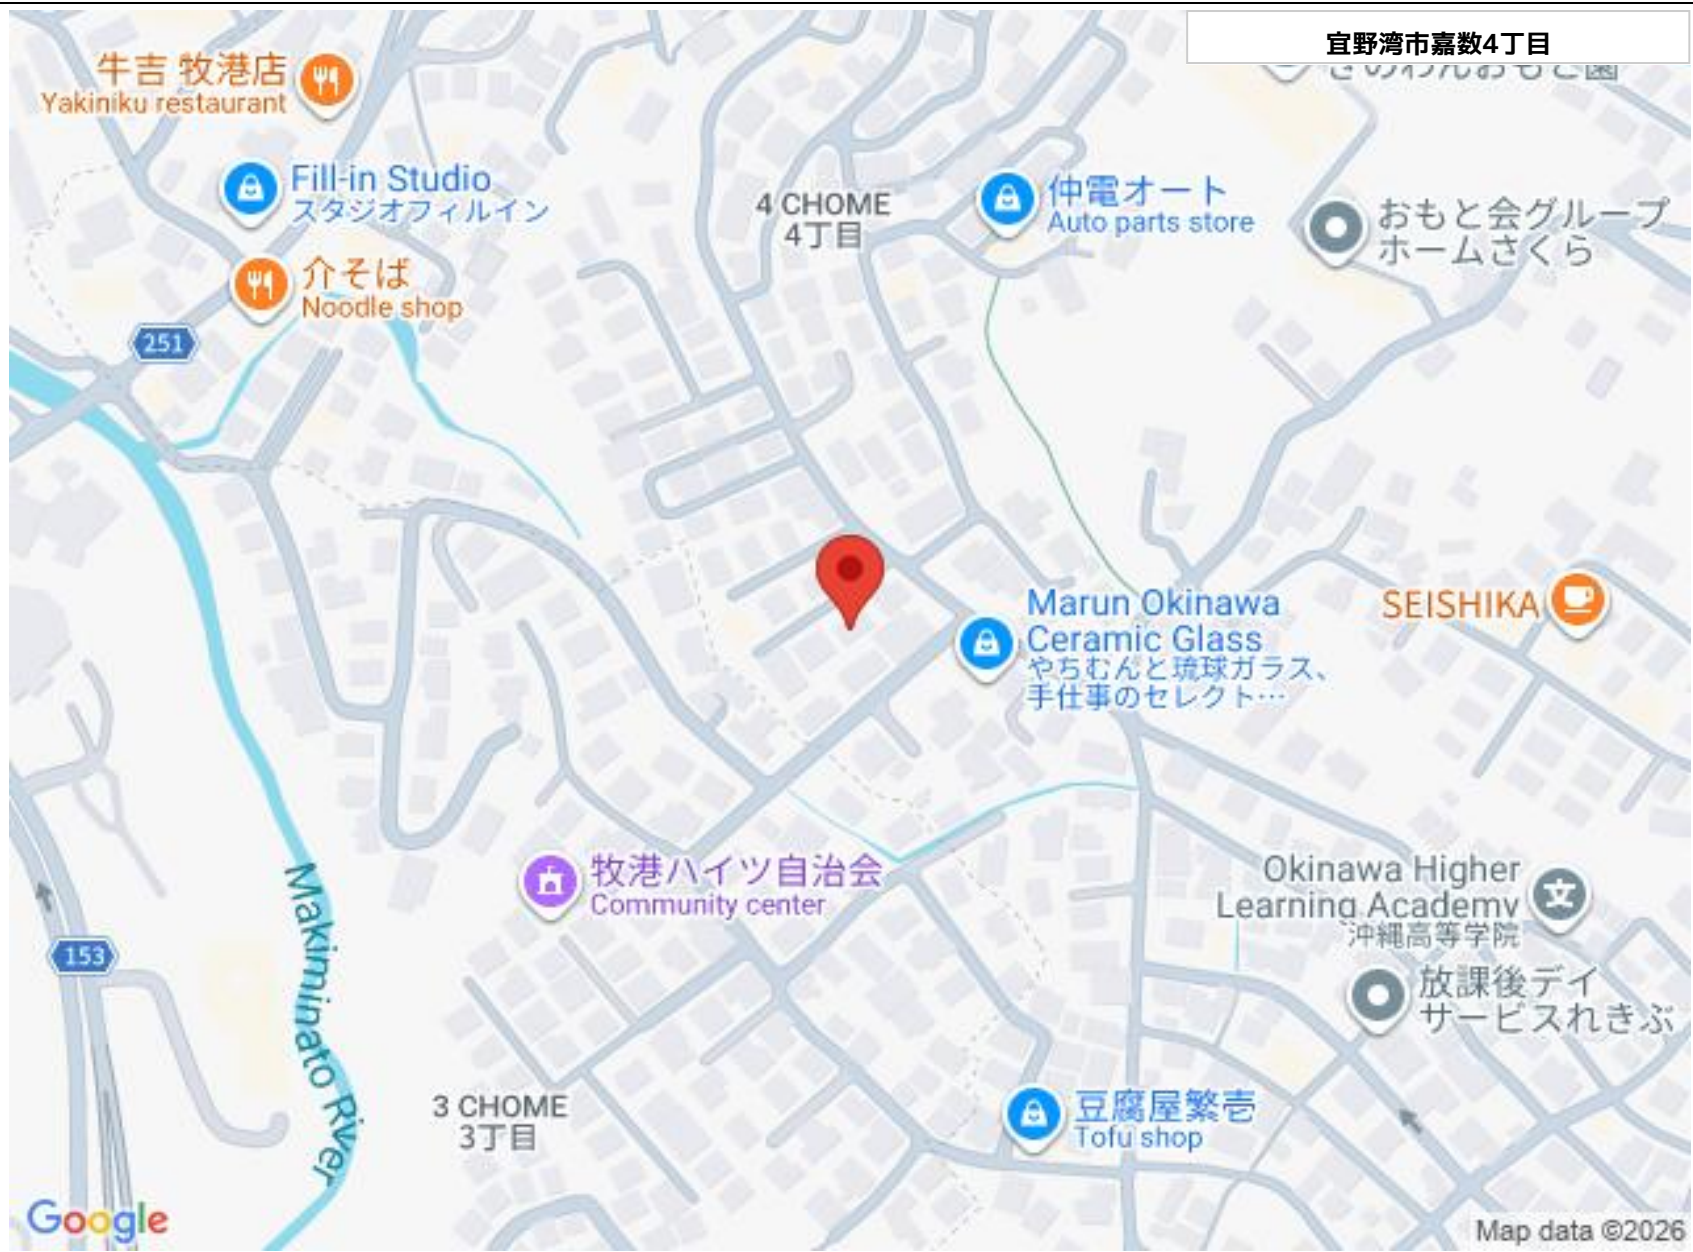 宜野湾市嘉数4丁目
牛吉 牧港店
Yakiniku restaurant
Fill-in Studio
スタジオフィルイン
4 CHOME
4丁目
仲電オート
Auto parts store
おもと会グループ
ホームさくら
介そば
Noodle shop
251
Marun Okinawa
Ceramic Glass
やちむんと琉球ガラス、
手仕事のセレクト…
SEISHIKA
牧港ハイツ自治会
Community center
Okinawa Higher
Learning Academy
沖縄高等学院
153
Makiminato River
放課後デイ
サービスれきぶ
3 CHOME
3丁目
豆腐屋繁壱
Tofu shop
Google
Map data ©2026